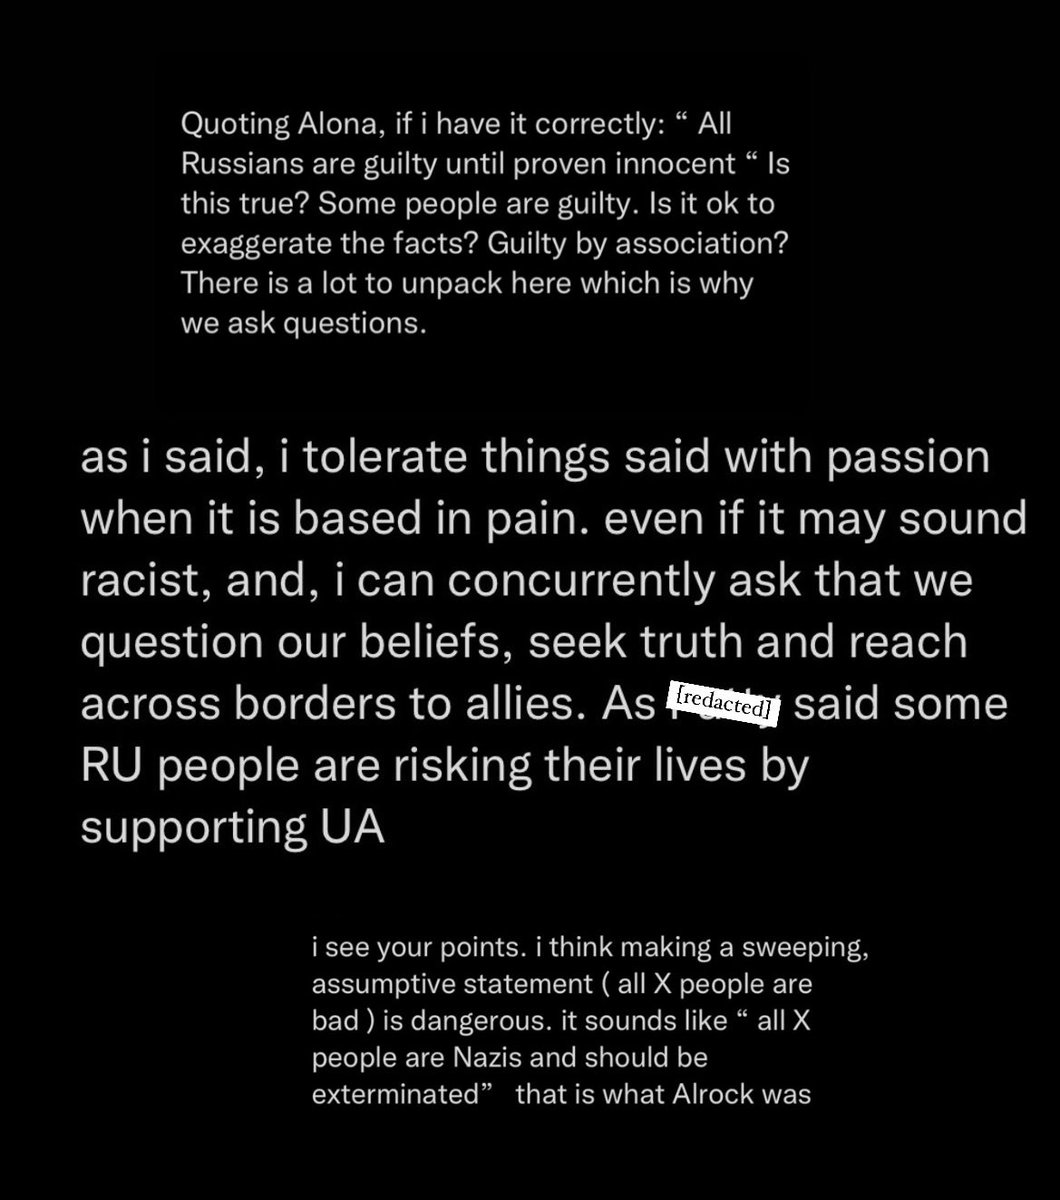 Quoting Alona, if i have it correctly: “ All
Russians are guilty until proven innocent “ Is
this true? Some people are guilty. Is it ok to
exaggerate the facts? Guilty by association?
There is a lot to unpack here which is why
we ask questions.
as i said, i tolerate things said with passion
when it is based in pain. even if it may sound
racist, and, i can concurrently ask that we
question our beliefs, seek truth and reach
across borders to allies. As [redacted] said some
RU people are risking their lives by
supporting UA
i see your points. i think making a sweeping,
assumptive statement ( all X people are
bad ) is dangerous. it sounds like “ all X
people are Nazis and should be
exterminated” that is what Alrock was